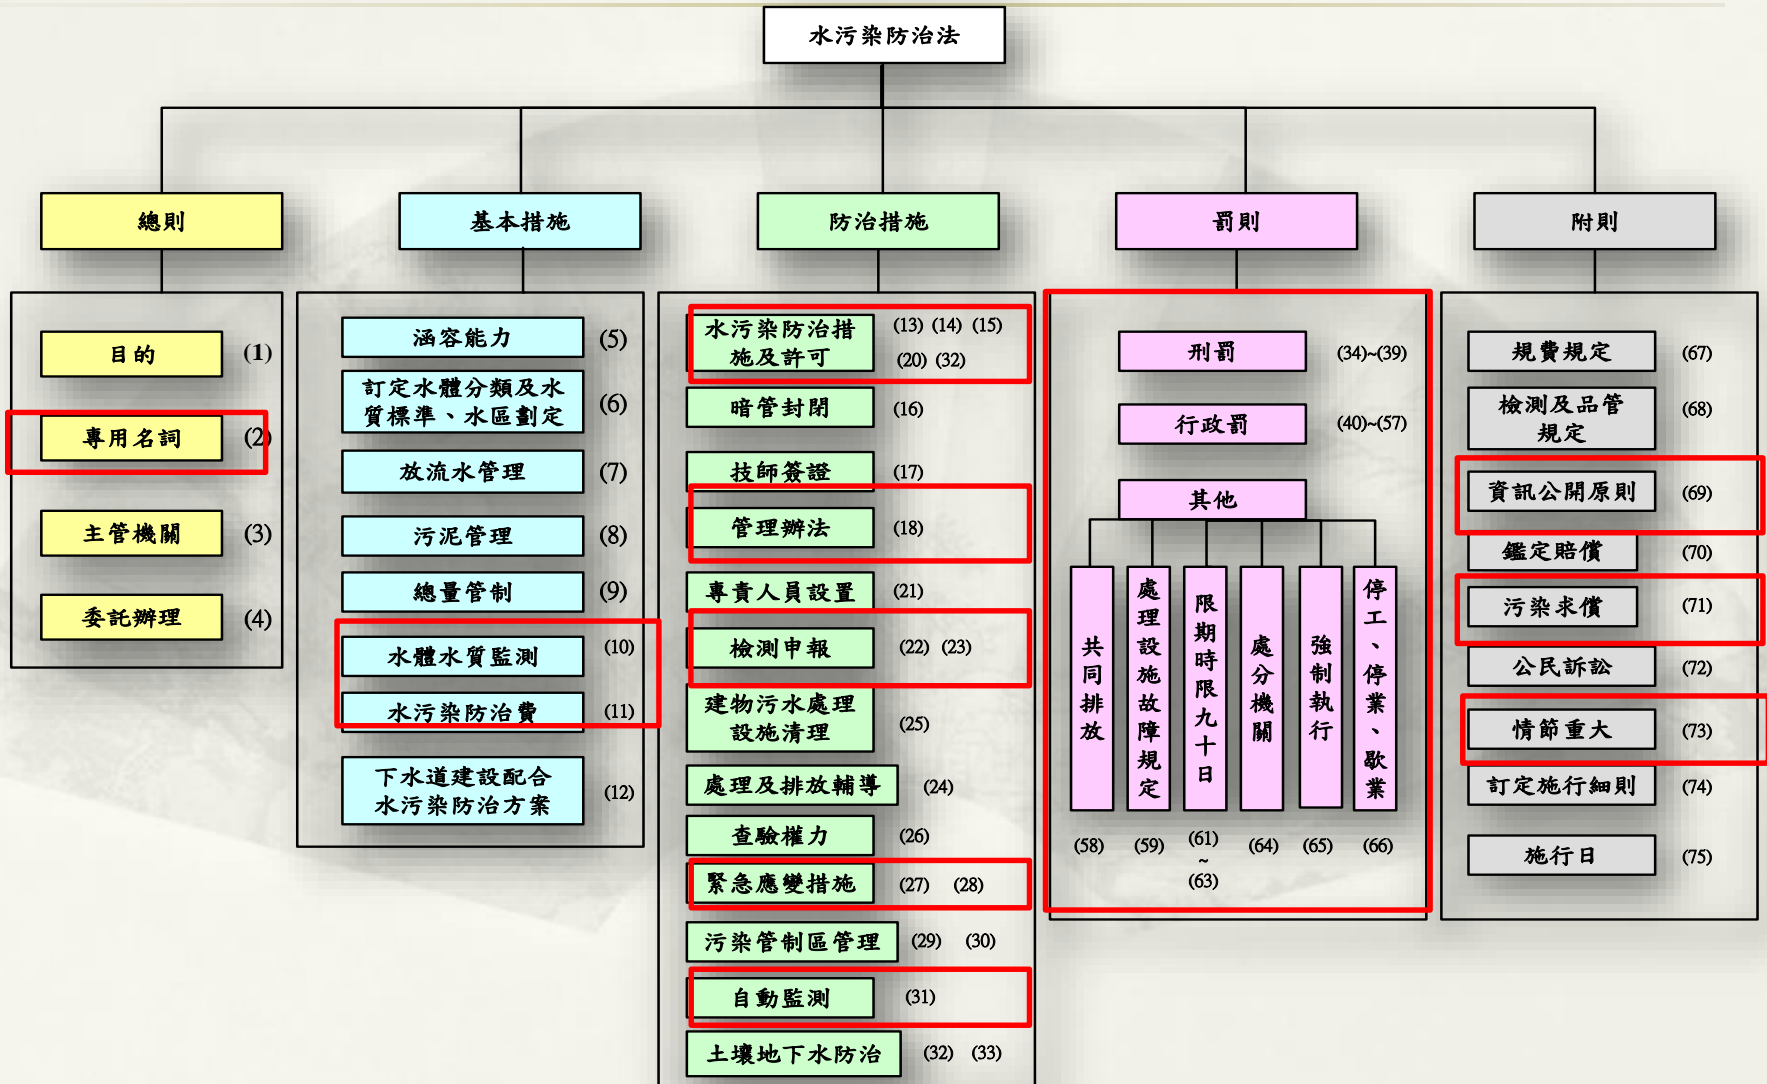 水污染防治法
總則
目的 (1)
專用名詞 (2)
主管機關 (3)
委託辦理 (4)
基本措施
涵容能力 (5)
訂定水體分類及水
質標準、水區劃定 (6)
放流水管理 (7)
污泥管理 (8)
總量管制 (9)
水體水質監測 (10)
水污染防治費 (11)
下水道建設配合
水污染防治方案 (12)
防治措施
水污染防治措 (13) (14) (15)
施及許可 (20) (32)
暗管封閉 (16)
技師簽證 (17)
管理辦法 (18)
專責人員設置 (21)
檢測申報 (22) (23)
建物污水處理
設施清理 (25)
處理及排放輔導 (24)
查驗權力 (26)
緊急應變措施 (27) (28)
污染管制區管理 (29) (30)
自動監測 (31)
土壤地下水防治 (32) (33)
罰則
刑罰 (34)~(39)
行政罰 (40)~(57)
其他
共同排放 (58)
處理設施故障規定 (59)
限期時限九十日 (61)
~
(63)
處分機關 (64)
強制執行 (65)
停工、停業、歇業 (66)
附則
規費規定 (67)
檢測及品管
規定 (68)
資訊公開原則 (69)
鑑定賠償 (70)
污染求償 (71)
公民訴訟 (72)
情節重大 (73)
訂定施行細則 (74)
施行日 (75)